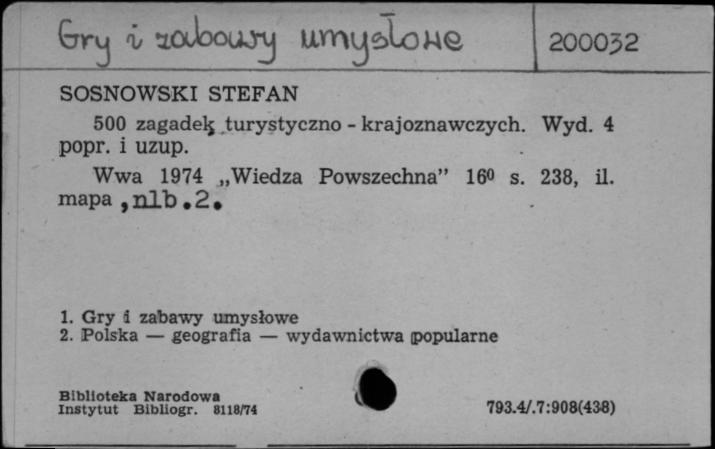 Gry i zabawy umysłowe 200032
SOSNOWSKI STEFAN
500 zagadek turystyczno - krajoznawczych. Wyd. 4
popr. i uzup.
Wwa 1974 „Wiedza Powszechna” 16⁰ s. 238, il.
mapa , nlb . 2 .
1. Gry i zabawy umysłowe
2. Polska — geografia — wydawnictwa popularne
Biblioteka Narodowa
Instytut Bibliogr. 8118/74 793.4/.7:908(438)